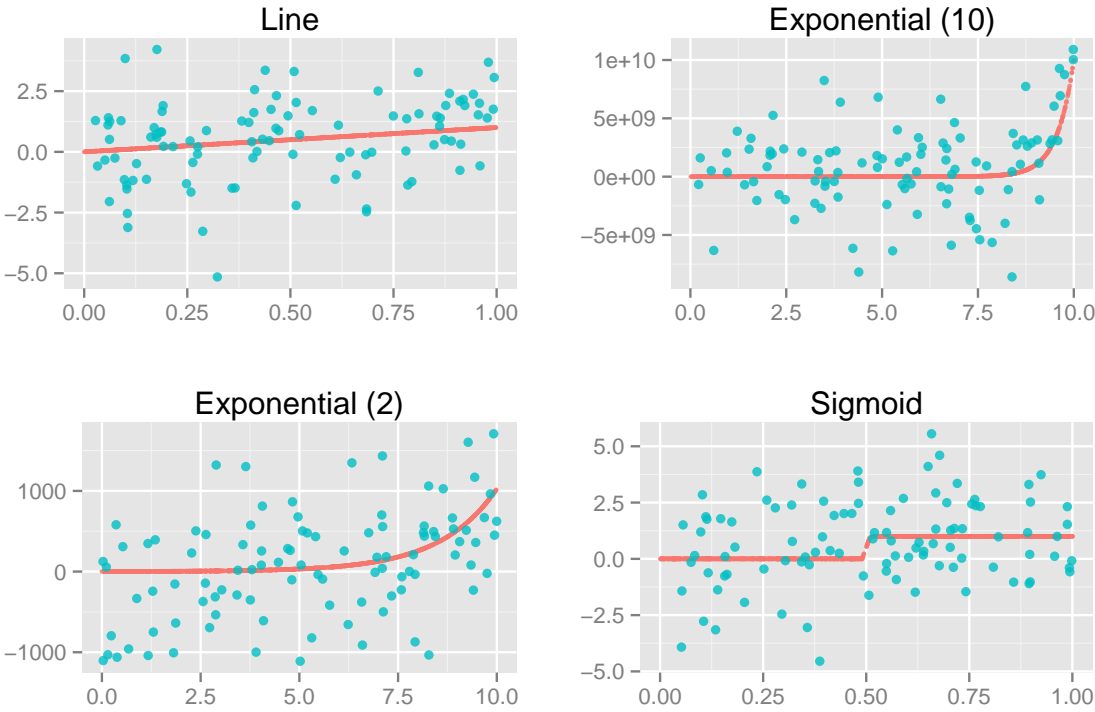 Line
2.5
0.0
−2.5
−5.0
0.00 0.25 0.50 0.75 1.00
Exponential (10)
1e+10
5e+09
0e+00
−5e+09
0.0 2.5 5.0 7.5 10.0
Exponential (2)
1000
0
−1000
0.0 2.5 5.0 7.5 10.0
Sigmoid
5.0
2.5
0.0
−2.5
−5.0
0.00 0.25 0.50 0.75 1.00